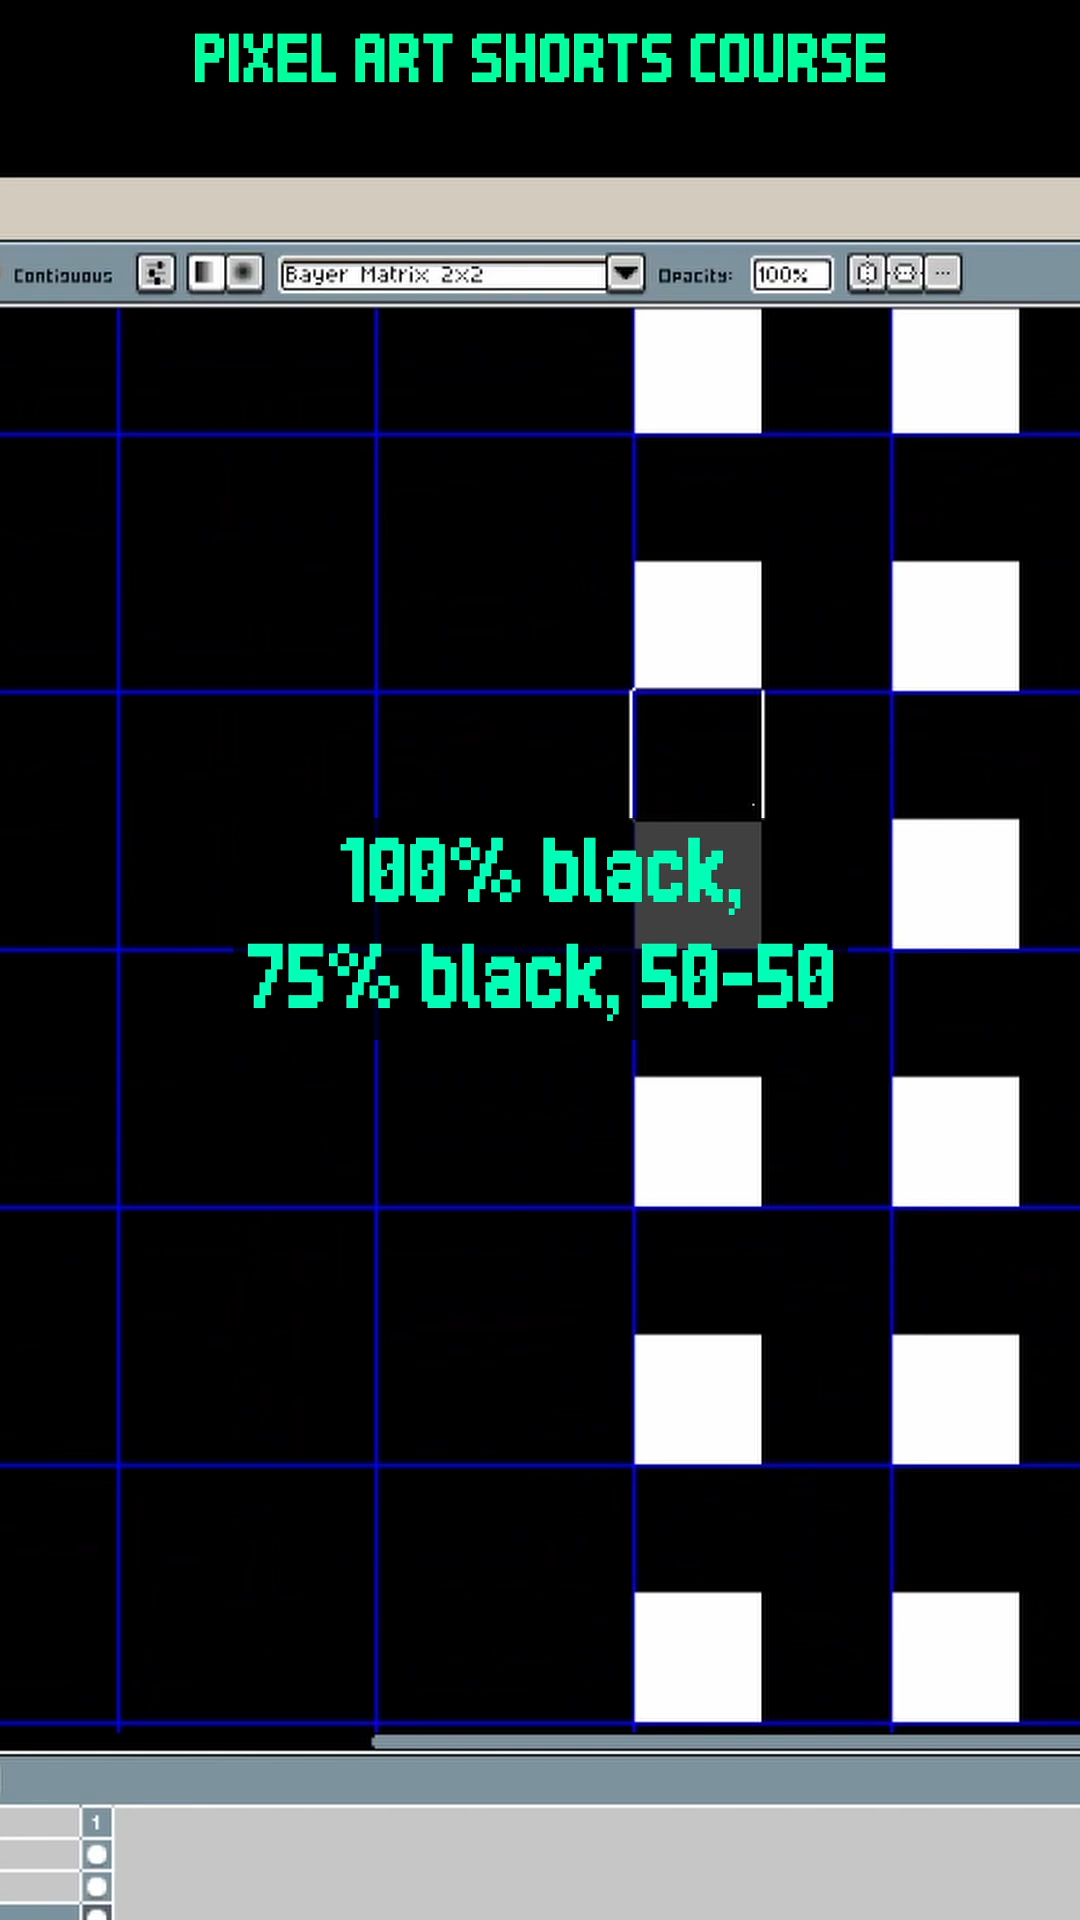 PIXEL ART SHORTS COURSE
Contiguous
Bayer Matrix 2x2
Opacity:
100%
100% black,
75% black, 50-50
1